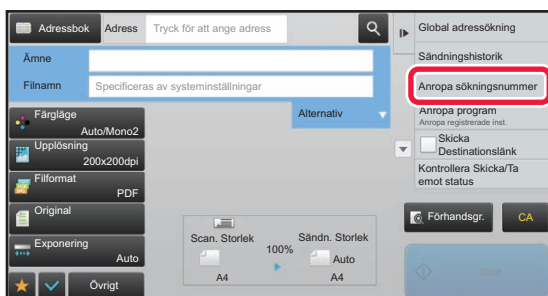 Adressbok
Adress
Tryck för att ange adress
Ämne
Filnamn
Specificeras av systeminställningar
Alternativ
Färgläge
Auto/Mono2
Upplösning
200x200dpi
Filformat
PDF
Original
Exponering
Auto
Övrigt
Scan. Storlek
A4
100%
Sändn. Storlek
Auto
A4
Global adressökning
Sändningshistorik
Anropa sökningsnummer
Anropa program
Anropa registrerade inst.
Skicka
Destinationslänk
Kontrollera Skicka/Ta
emot status
Förhandsgr.
CA
Start